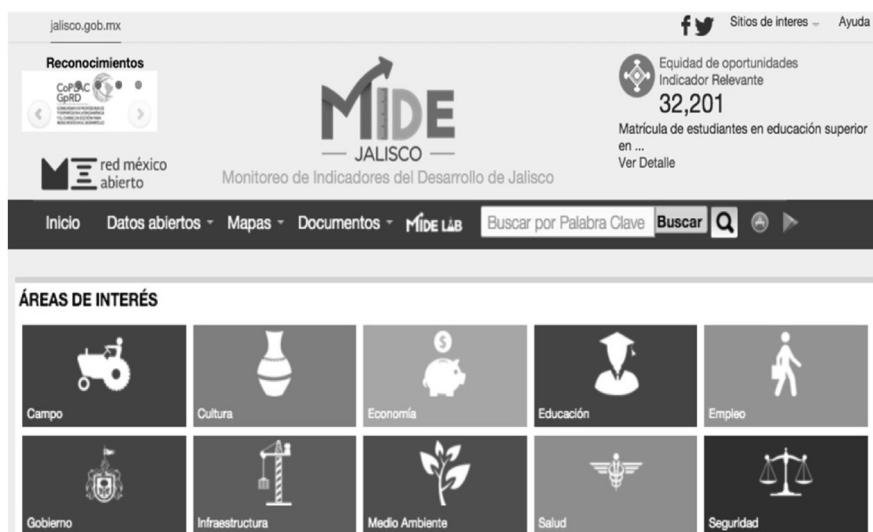 jalisco.gob.mx
Sitios de interes
Ayuda
Reconocimientos
CoPLAC
GpRD
red méxico
abierto
MIDE
JALISCO
Monitoreo de Indicadores del Desarrollo de Jalisco
Equidad de oportunidades
Indicador Relevante
32,201
Matrícula de estudiantes en educación superior
en ...
Ver Detalle
Inicio
Datos abiertos
Mapas
Documentos
MIDE LAB
Buscar por Palabra Clave
Buscar
ÁREAS DE INTERÉS
Campo
Cultura
Economía
Educación
Empleo
Gobierno
Infraestructura
Medio Ambiente
Salud
Seguridad